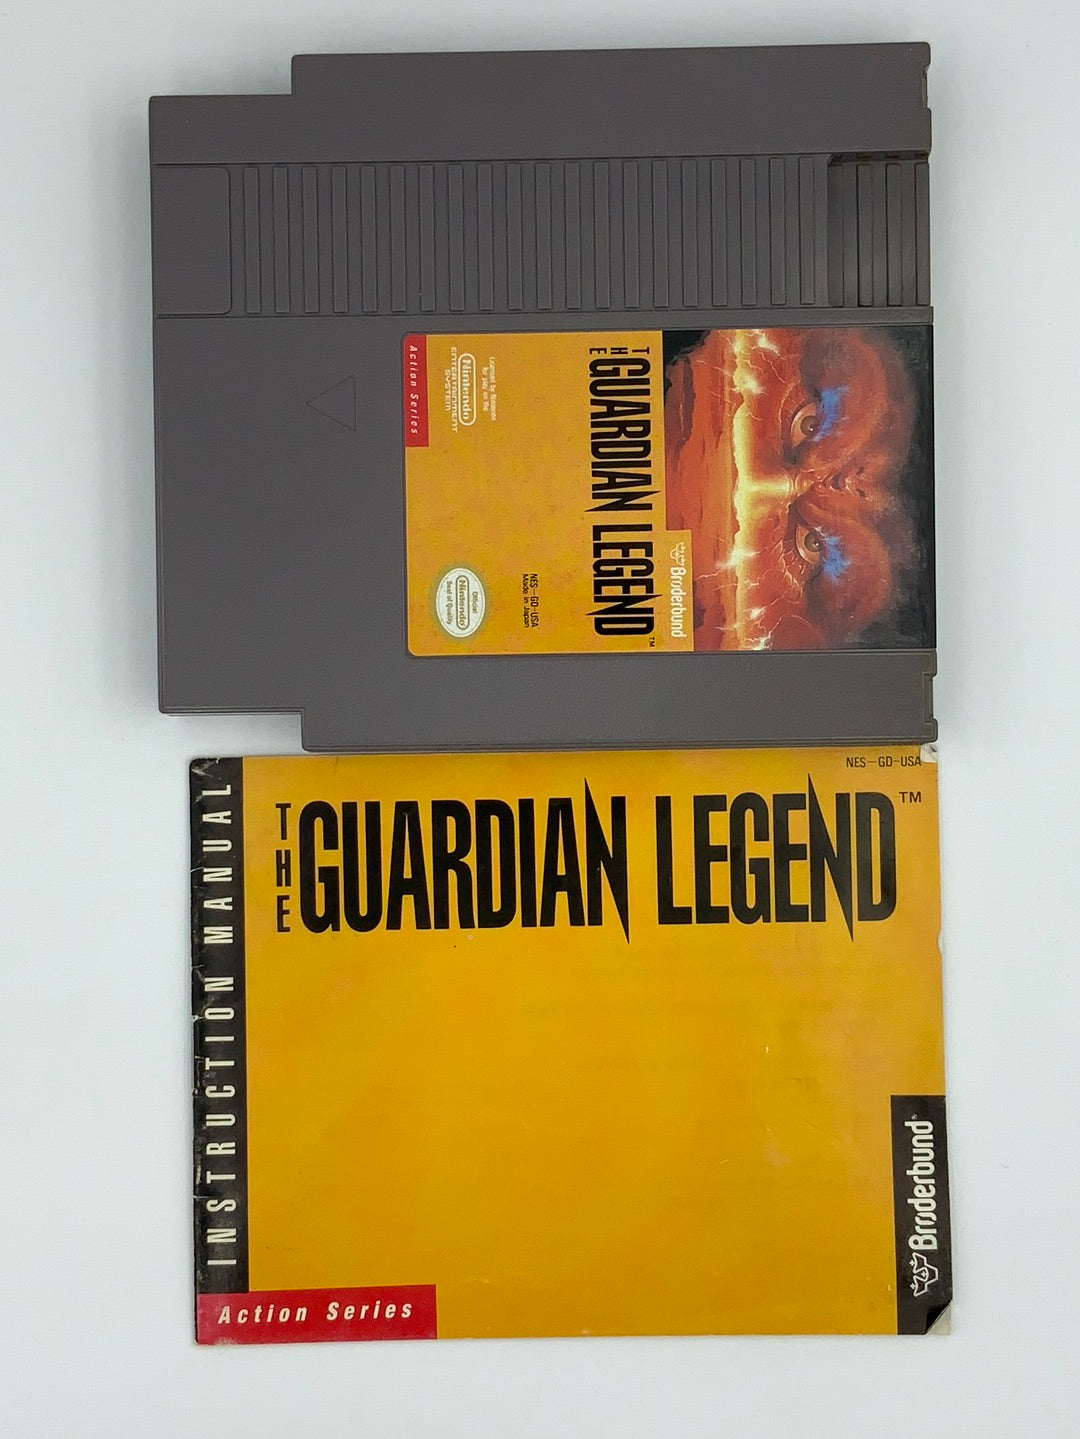 THE
GUARDIAN LEGEND™
Brøderbund
Action Series
Licensed by Nintendo
for play on the
Nintendo
ENTERTAINMENT
SYSTEM
NES-GD-USA
Made in Japan
Official
Nintendo
Seal of Quality
NES-GD-USA
THE
GUARDIAN LEGEND™
INSTRUCTION MANUAL
Brøderbund®
Action Series